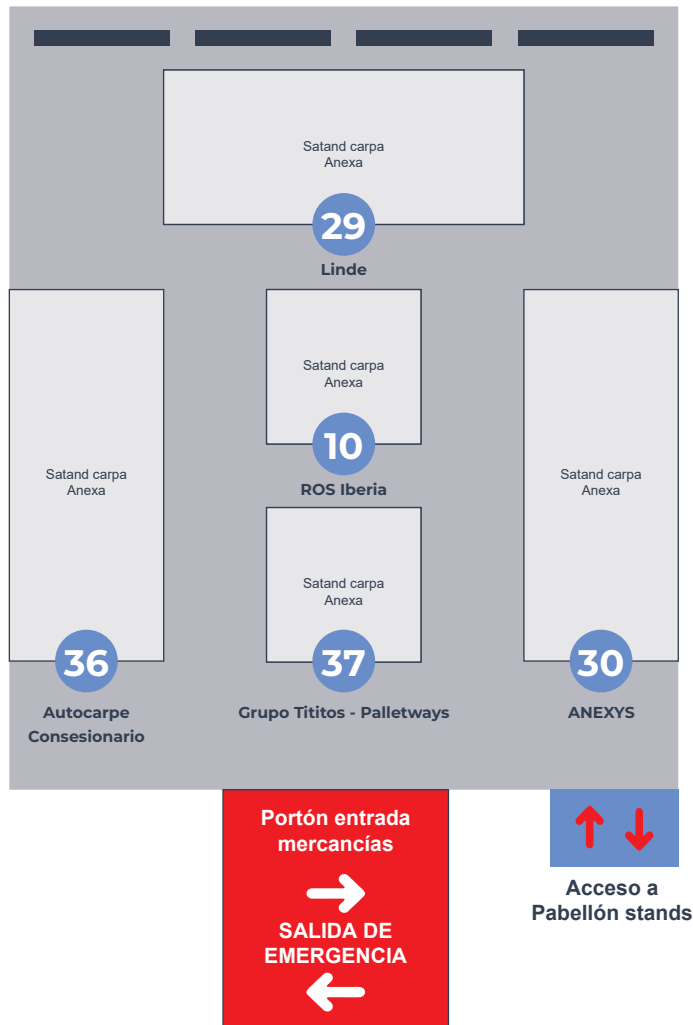 Satand carpa
Anexa
29
Linde
Satand carpa
Anexa
10
ROS Iberia
Satand carpa
Anexa
36
Autocarpe
Consesionario
Satand carpa
Anexa
37
Grupo Tititos - Palletways
Satand carpa
Anexa
30
ANEXYS
Portón entrada
mercancías
SALIDA DE
EMERGENCIA
Acceso a
Pabellón stands